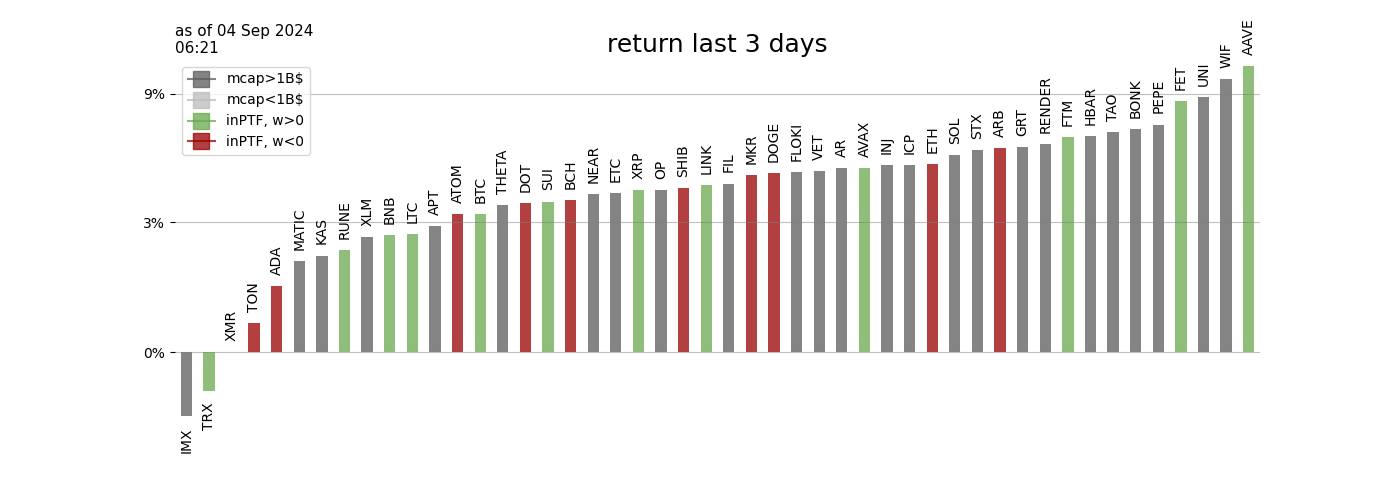 as of 04 Sep 2024
06:21
return last 3 days
mcap>1B$
mcap<1B$
inPTF, w>0
inPTF, w<0
9%
3%
0%
IMX
TRX
XMR
TON
ADA
MATIC
KAS
RUNE
XLM
BNB
LTC
APT
ATOM
BTC
THETA
DOT
SUI
BCH
NEAR
ETC
XRP
OP
SHIB
LINK
FIL
MKR
DOGE
FLOKI
VET
AR
AVAX
INJ
ICP
ETH
SOL
STX
ARB
GRT
RENDER
FTM
HBAR
TAO
BONK
PEPE
FET
UNI
WIF
AAVE